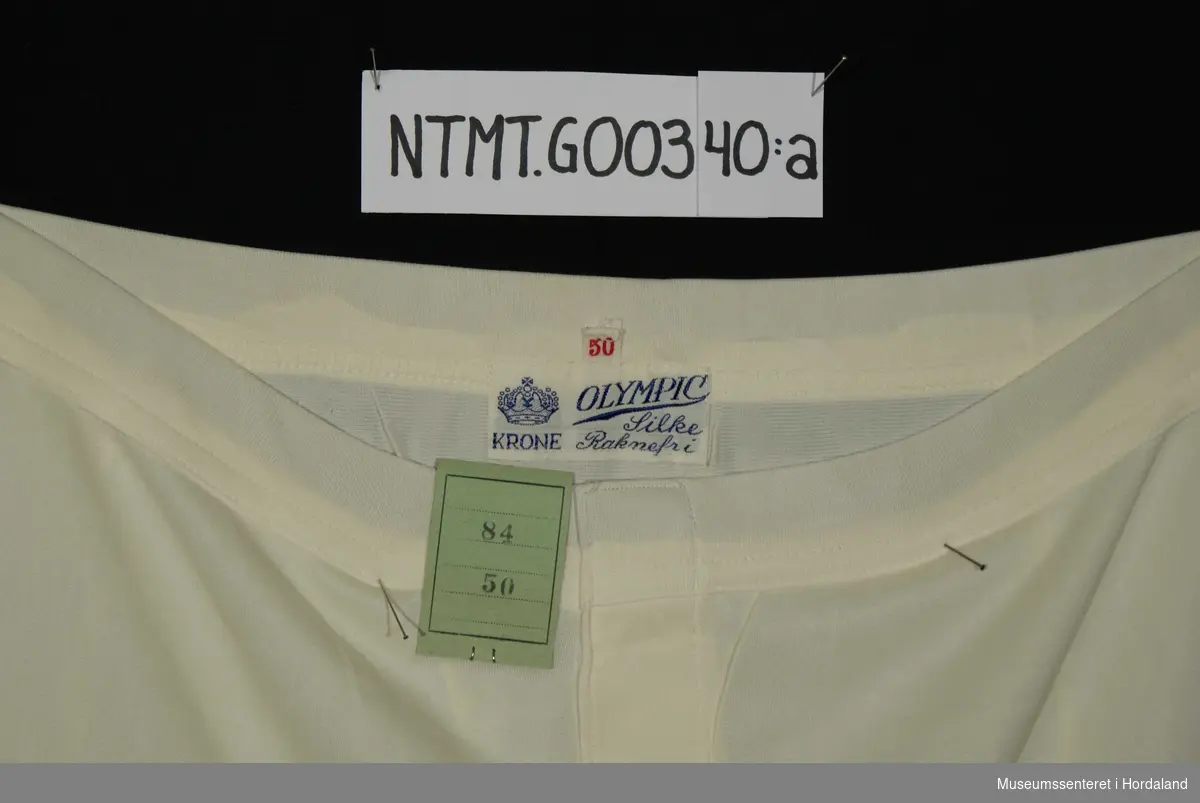 NTMT.G00340:a
50
OLYMPIC
Silke
KRONE Raknefri
84
50
Museumssenteret i Hordaland